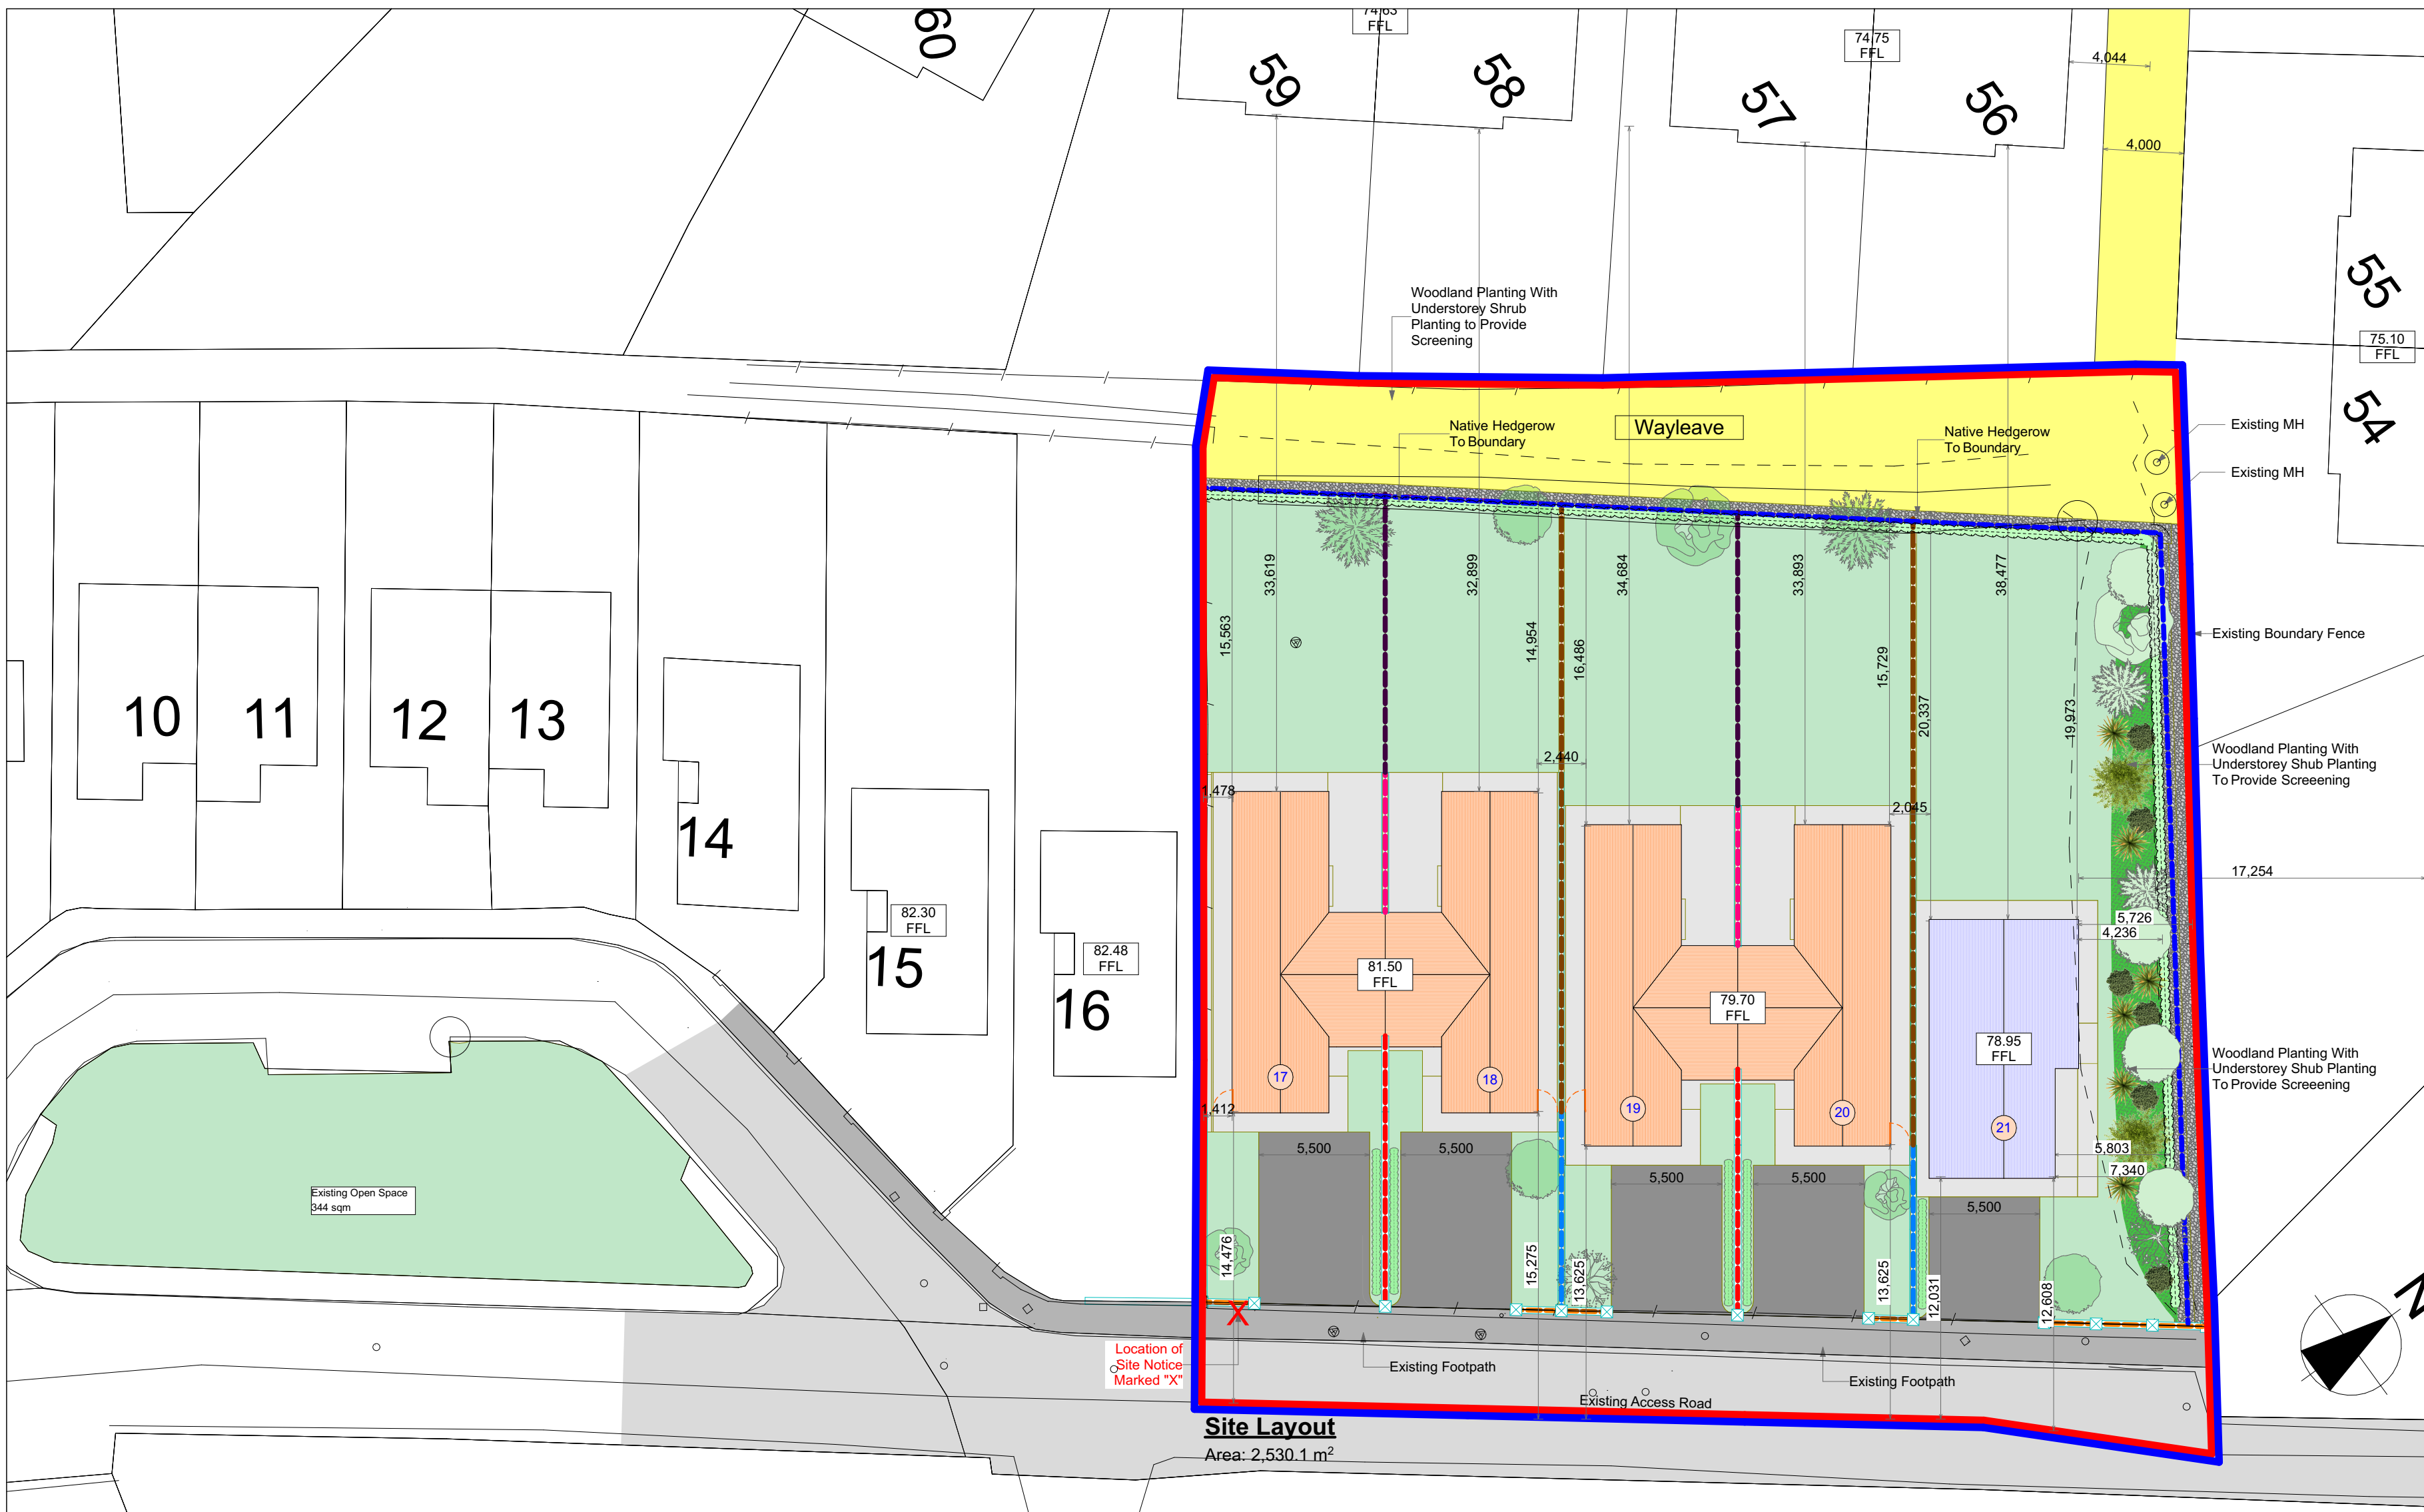 60
74.63
FFL
59
58
74.75
FFL
57
56
4,044
4,000
55
75.10
FFL
54
Woodland Planting With
Understorey Shrub
Planting to Provide
Screening
Native Hedgerow
To Boundary
Wayleave
Native Hedgerow
To Boundary
Existing MH
Existing MH
33,619
32,899
34,684
33,893
38,477
15,563
14,954
16,486
15,729
20,337
19,973
Existing Boundary Fence
10
11
12
13
14
15
16
82.30
FFL
82.48
FFL
2,440
1,478
2,045
Woodland Planting With
Understorey Shub Planting
To Provide Screeening
17,254
5,726
4,236
81.50
FFL
79.70
FFL
78.95
FFL
Woodland Planting With
Understorey Shub Planting
To Provide Screeening
17
18
19
20
21
1,412
5,500
5,500
5,500
5,500
5,500
5,803
7,340
Existing Open Space
344 sqm
14,476
15,275
13,625
13,625
12,031
12,608
X
Location of
Site Notice
Marked "X"
Existing Footpath
Existing Footpath
Existing Access Road
N
Site Layout
Area: 2,530.1 m²